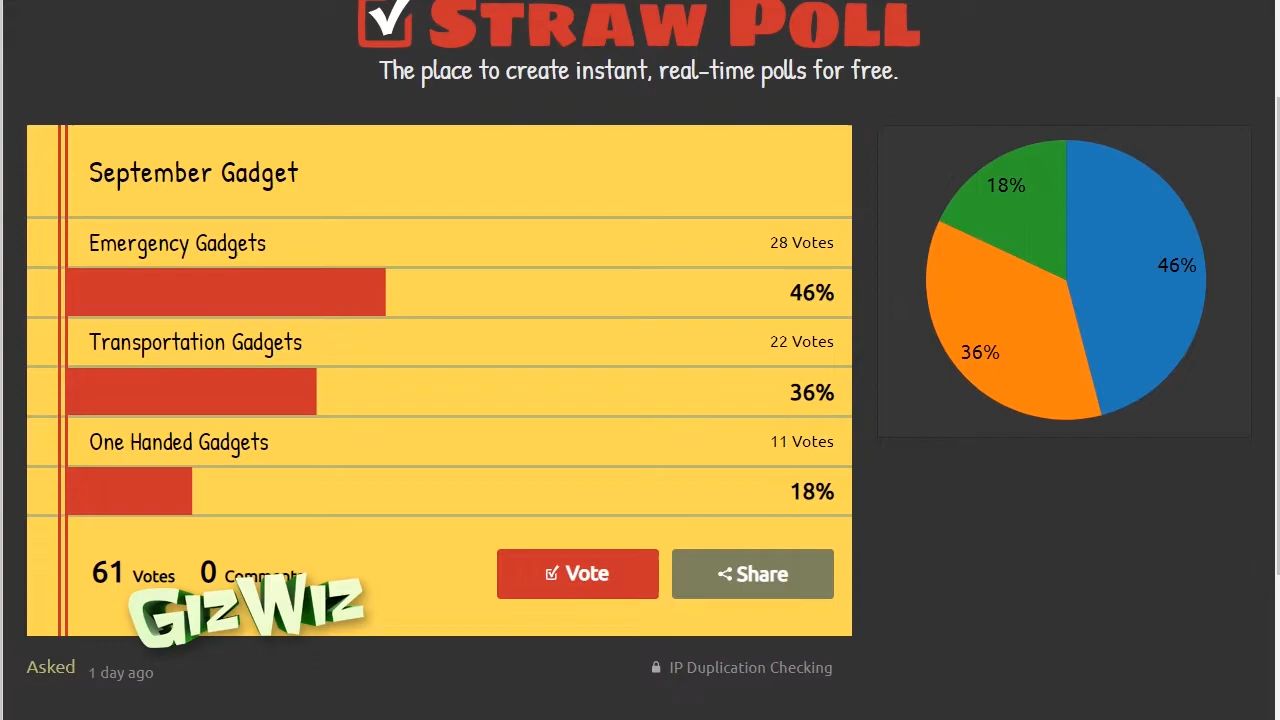 STRAW POLL
The place to create instant, real-time polls for free.
September Gadget
Emergency Gadgets 28 Votes
46%
Transportation Gadgets 22 Votes
36%
One Handed Gadgets 11 Votes
18%
61 Votes 0 Comments
Vote Share
GizWiz
Asked 1 day ago IP Duplication Checking
18%
46%
36%